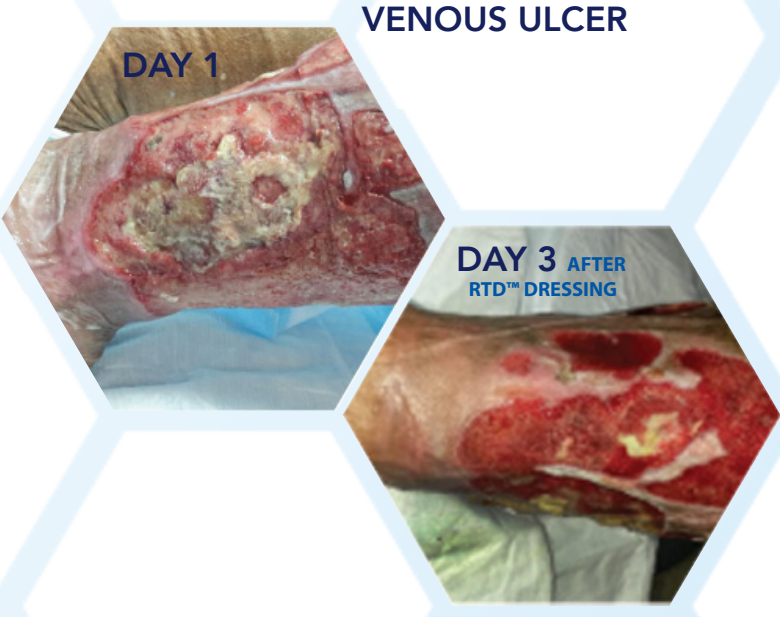 VENOUS ULCER
DAY 1
DAY 3 AFTER
RTD™ DRESSING